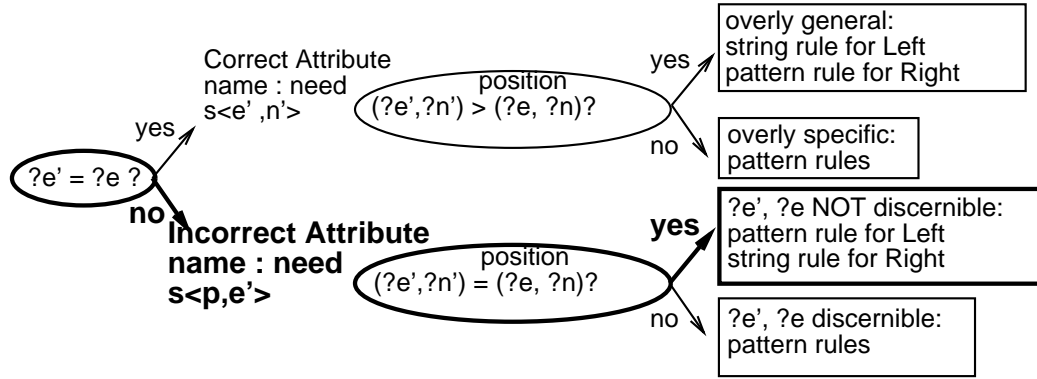 ?e' = ?e ?
yes
no
Correct Attribute
name : need
s<e' ,n'>
position
(?e',?n') > (?e, ?n)?
yes
overly general:
string rule for Left
pattern rule for Right
no
overly specific:
pattern rules
Incorrect Attribute
name : need
s<p,e'>
position
(?e',?n') = (?e, ?n)?
yes
?e', ?e NOT discernible:
pattern rule for Left
string rule for Right
no
?e', ?e discernible:
pattern rules